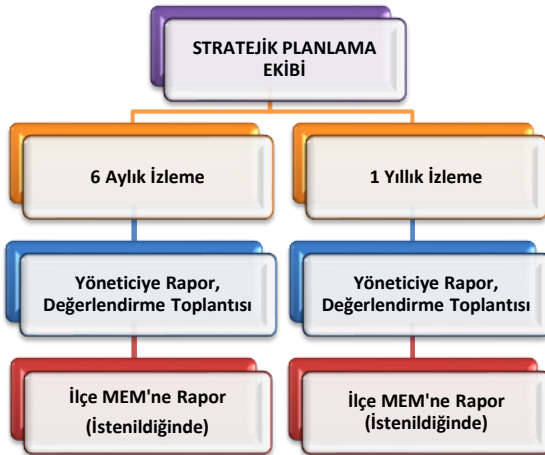 STRATEJİK PLANLAMA
EKİBİ
6 Aylık İzleme
1 Yıllık İzleme
Yöneticiye Rapor,
Değerlendirme Toplantısı
Yöneticiye Rapor,
Değerlendirme Toplantısı
İlçe MEM'ne Rapor
(İstenildiğinde)
İlçe MEM'ne Rapor
(İstenildiğinde)